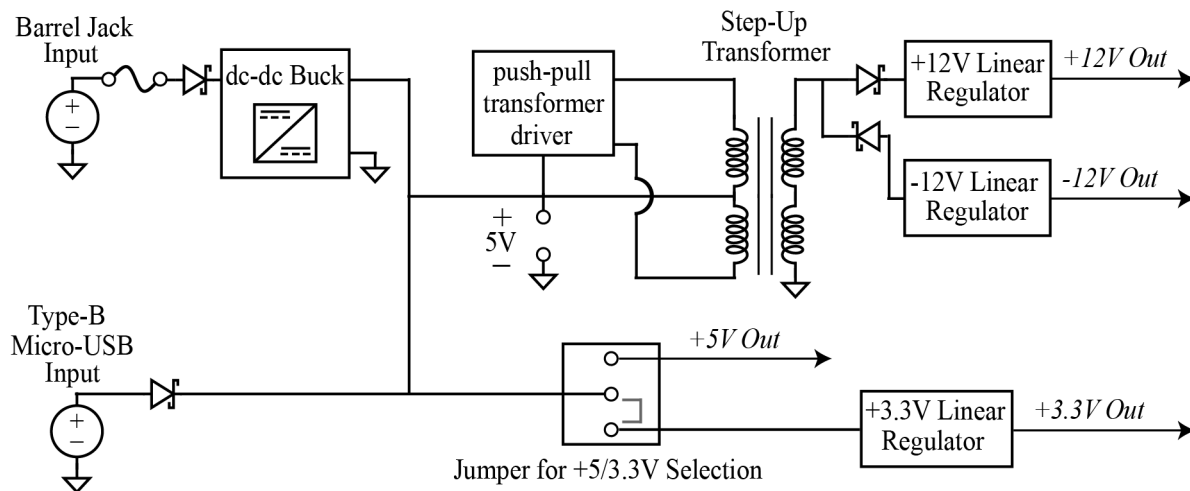 Barrel Jack
Input
+
−
dc-dc Buck
push-pull
transformer
driver
+
5V
−
Step-Up
Transformer
+12V Linear
Regulator
+12V Out
-12V Linear
Regulator
-12V Out
Type-B
Micro-USB
Input
+
−
+5V Out
+3.3V Linear
Regulator
+3.3V Out
Jumper for +5/3.3V Selection